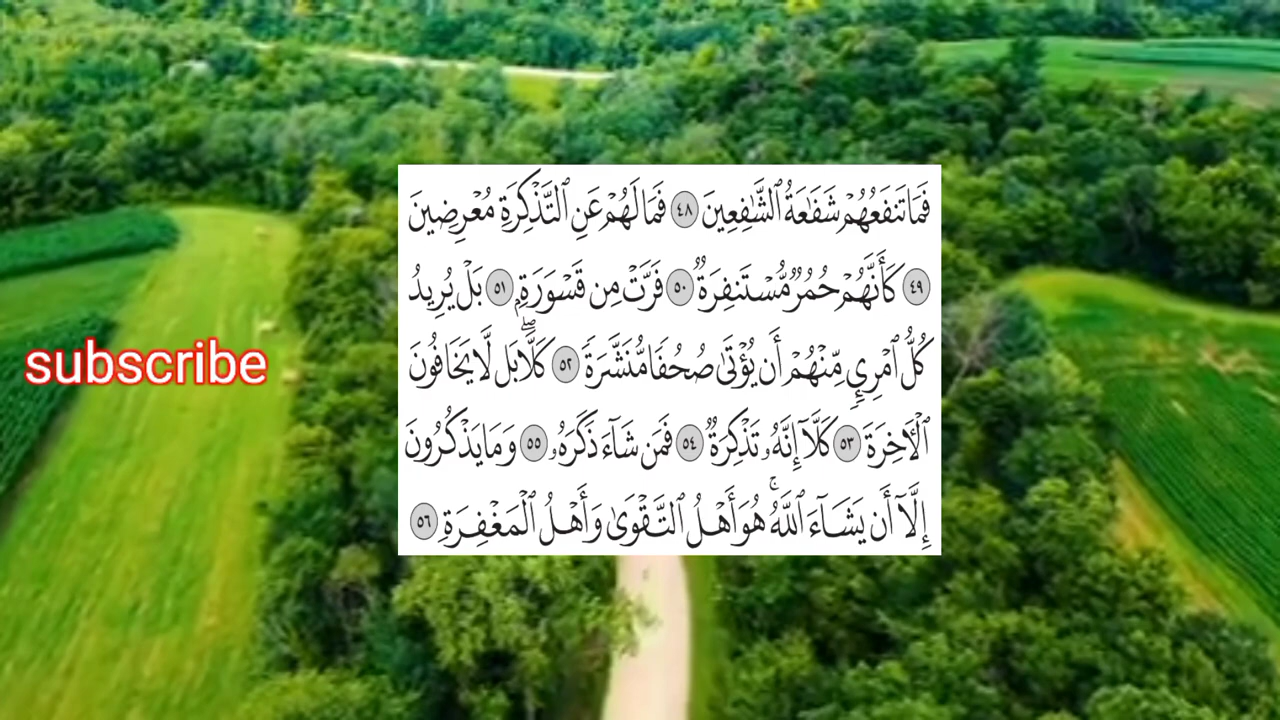 subscribe
فَمَا تَنفَعُهُمْ شَفَٰعَةُ ٱلشَّٰفِعِينَ ٤٨ فَمَا لَهُمْ عَنِ ٱلتَّذْكِرَةِ مُعْرِضِينَ
٤٩ كَأَنَّهُمْ حُمُرٌ مُّسْتَنفِرَةٌ ٥٠ فَرَّتْ مِن قَسْوَرَةٍۭ ٥١ بَلْ يُرِيدُ
كُلُّ ٱمْرِئٍ مِّنْهُمْ أَن يُؤْتَىٰ صُحُفًا مُّنَشَّرَةً ٥٢ كَلَّا ۖ بَل لَّا يَخَافُونَ
ٱلْـَٔاخِرَةَ ٥٣ كَلَّآ إِنَّهُۥ تَذْكِرَةٌ ٥٤ فَمَن شَآءَ ذَكَرَهُۥ ٥٥ وَمَا يَذْكُرُونَ
إِلَّآ أَن يَشَآءَ ٱللَّهُ ۚ هُوَ أَهْلُ ٱلتَّقْوَىٰ وَأَهْلُ ٱلْمَغْفِرَةِ ٥٦